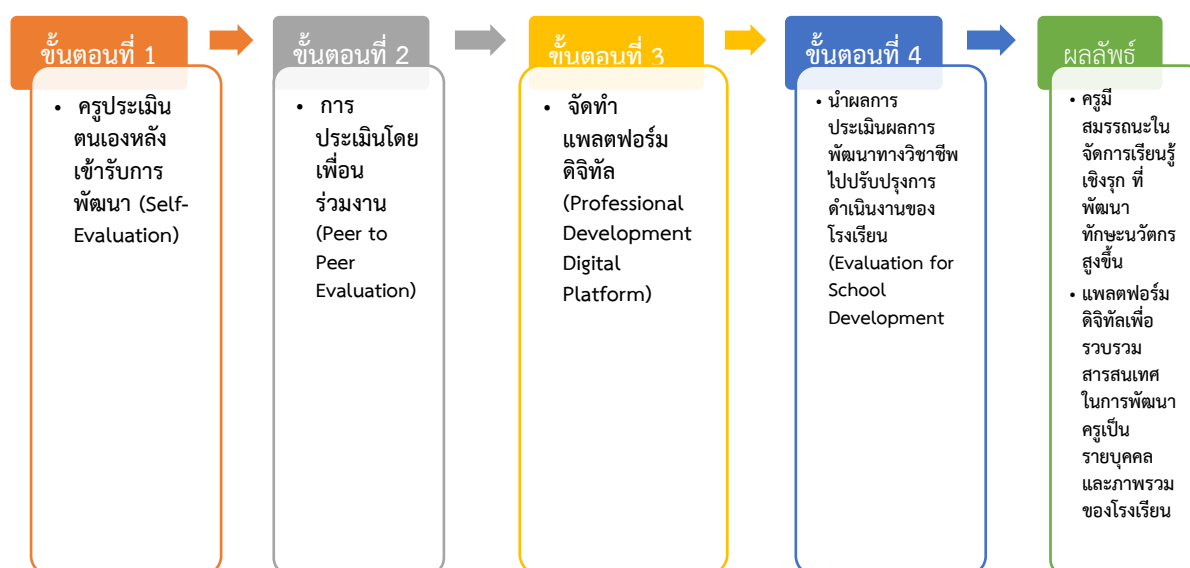 ขั้นตอนที่ 1
• ครูประเมิน
ตนเองหลัง
เข้ารับการ
พัฒนา (Self-
Evaluation)
ขั้นตอนที่ 2
• การ
ประเมินโดย
เพื่อน
ร่วมงาน
(Peer to
Peer
Evaluation)
ขั้นตอนที่ 3
• จัดทำ
แพลตฟอร์ม
ดิจิทัล
(Professional
Development
Digital
Platform)
ขั้นตอนที่ 4
• นำผลการ
ประเมินผลการ
พัฒนาทางวิชาชีพ
ไปปรับปรุงการ
ดำเนินงานของ
โรงเรียน
(Evaluation for
School
Development
ผลลัพธ์
• ครูมี
สมรรถนะใน
จัดการเรียนรู้
เชิงรุก ที่
พัฒนา
ทักษะนวัตกร
สูงขึ้น
• แพลตฟอร์ม
ดิจิทัลเพื่อ
รวบรวม
สารสนเทศ
ในการพัฒนา
ครูเป็น
รายบุคคล
และภาพรวม
ของโรงเรียน